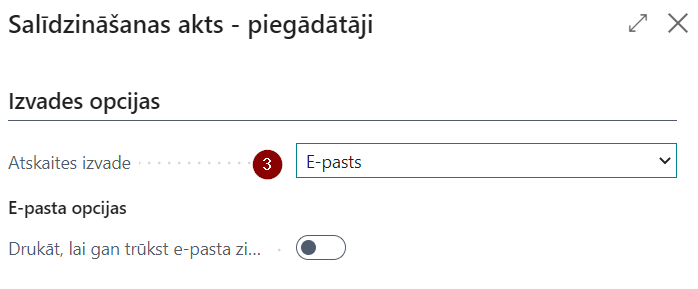 Salīdzināšanas akts - piegādātāji
Izvades opcijas
Atskaites izvade
3
E-pasts
E-pasta opcijas
Drukāt, lai gan trūkst e-pasta zi...